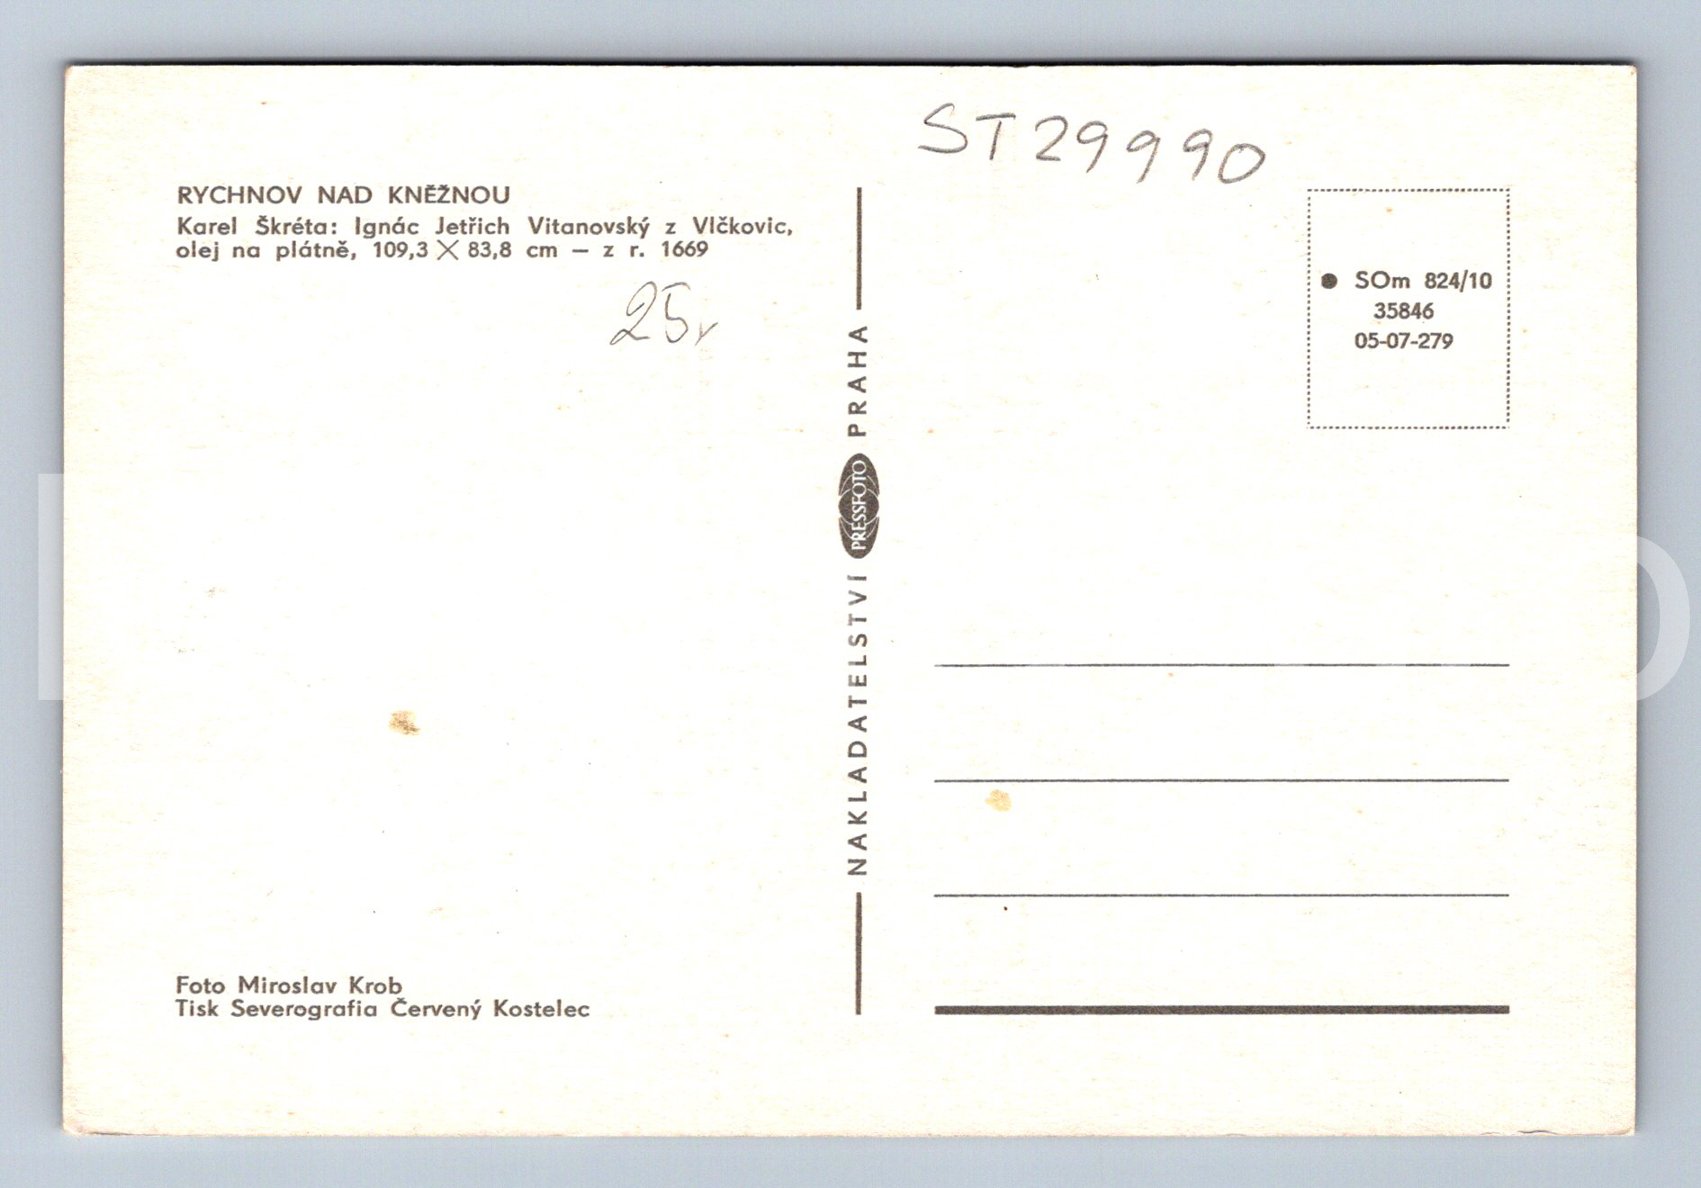 RYCHNOV NAD KNĚŽNOU
Karel Škréta: Ignác Jetřich Vitanovský z Vlčkovic,
olej na plátně, 109,3 X 83,8 cm — z r. 1669
25
Foto Miroslav Krob
Tisk Severografia Červený Kostelec
NAKLADATELSTVI PRESSFOTO PRAHA
ST29990
● SOm 824/10
35846
05-07-279